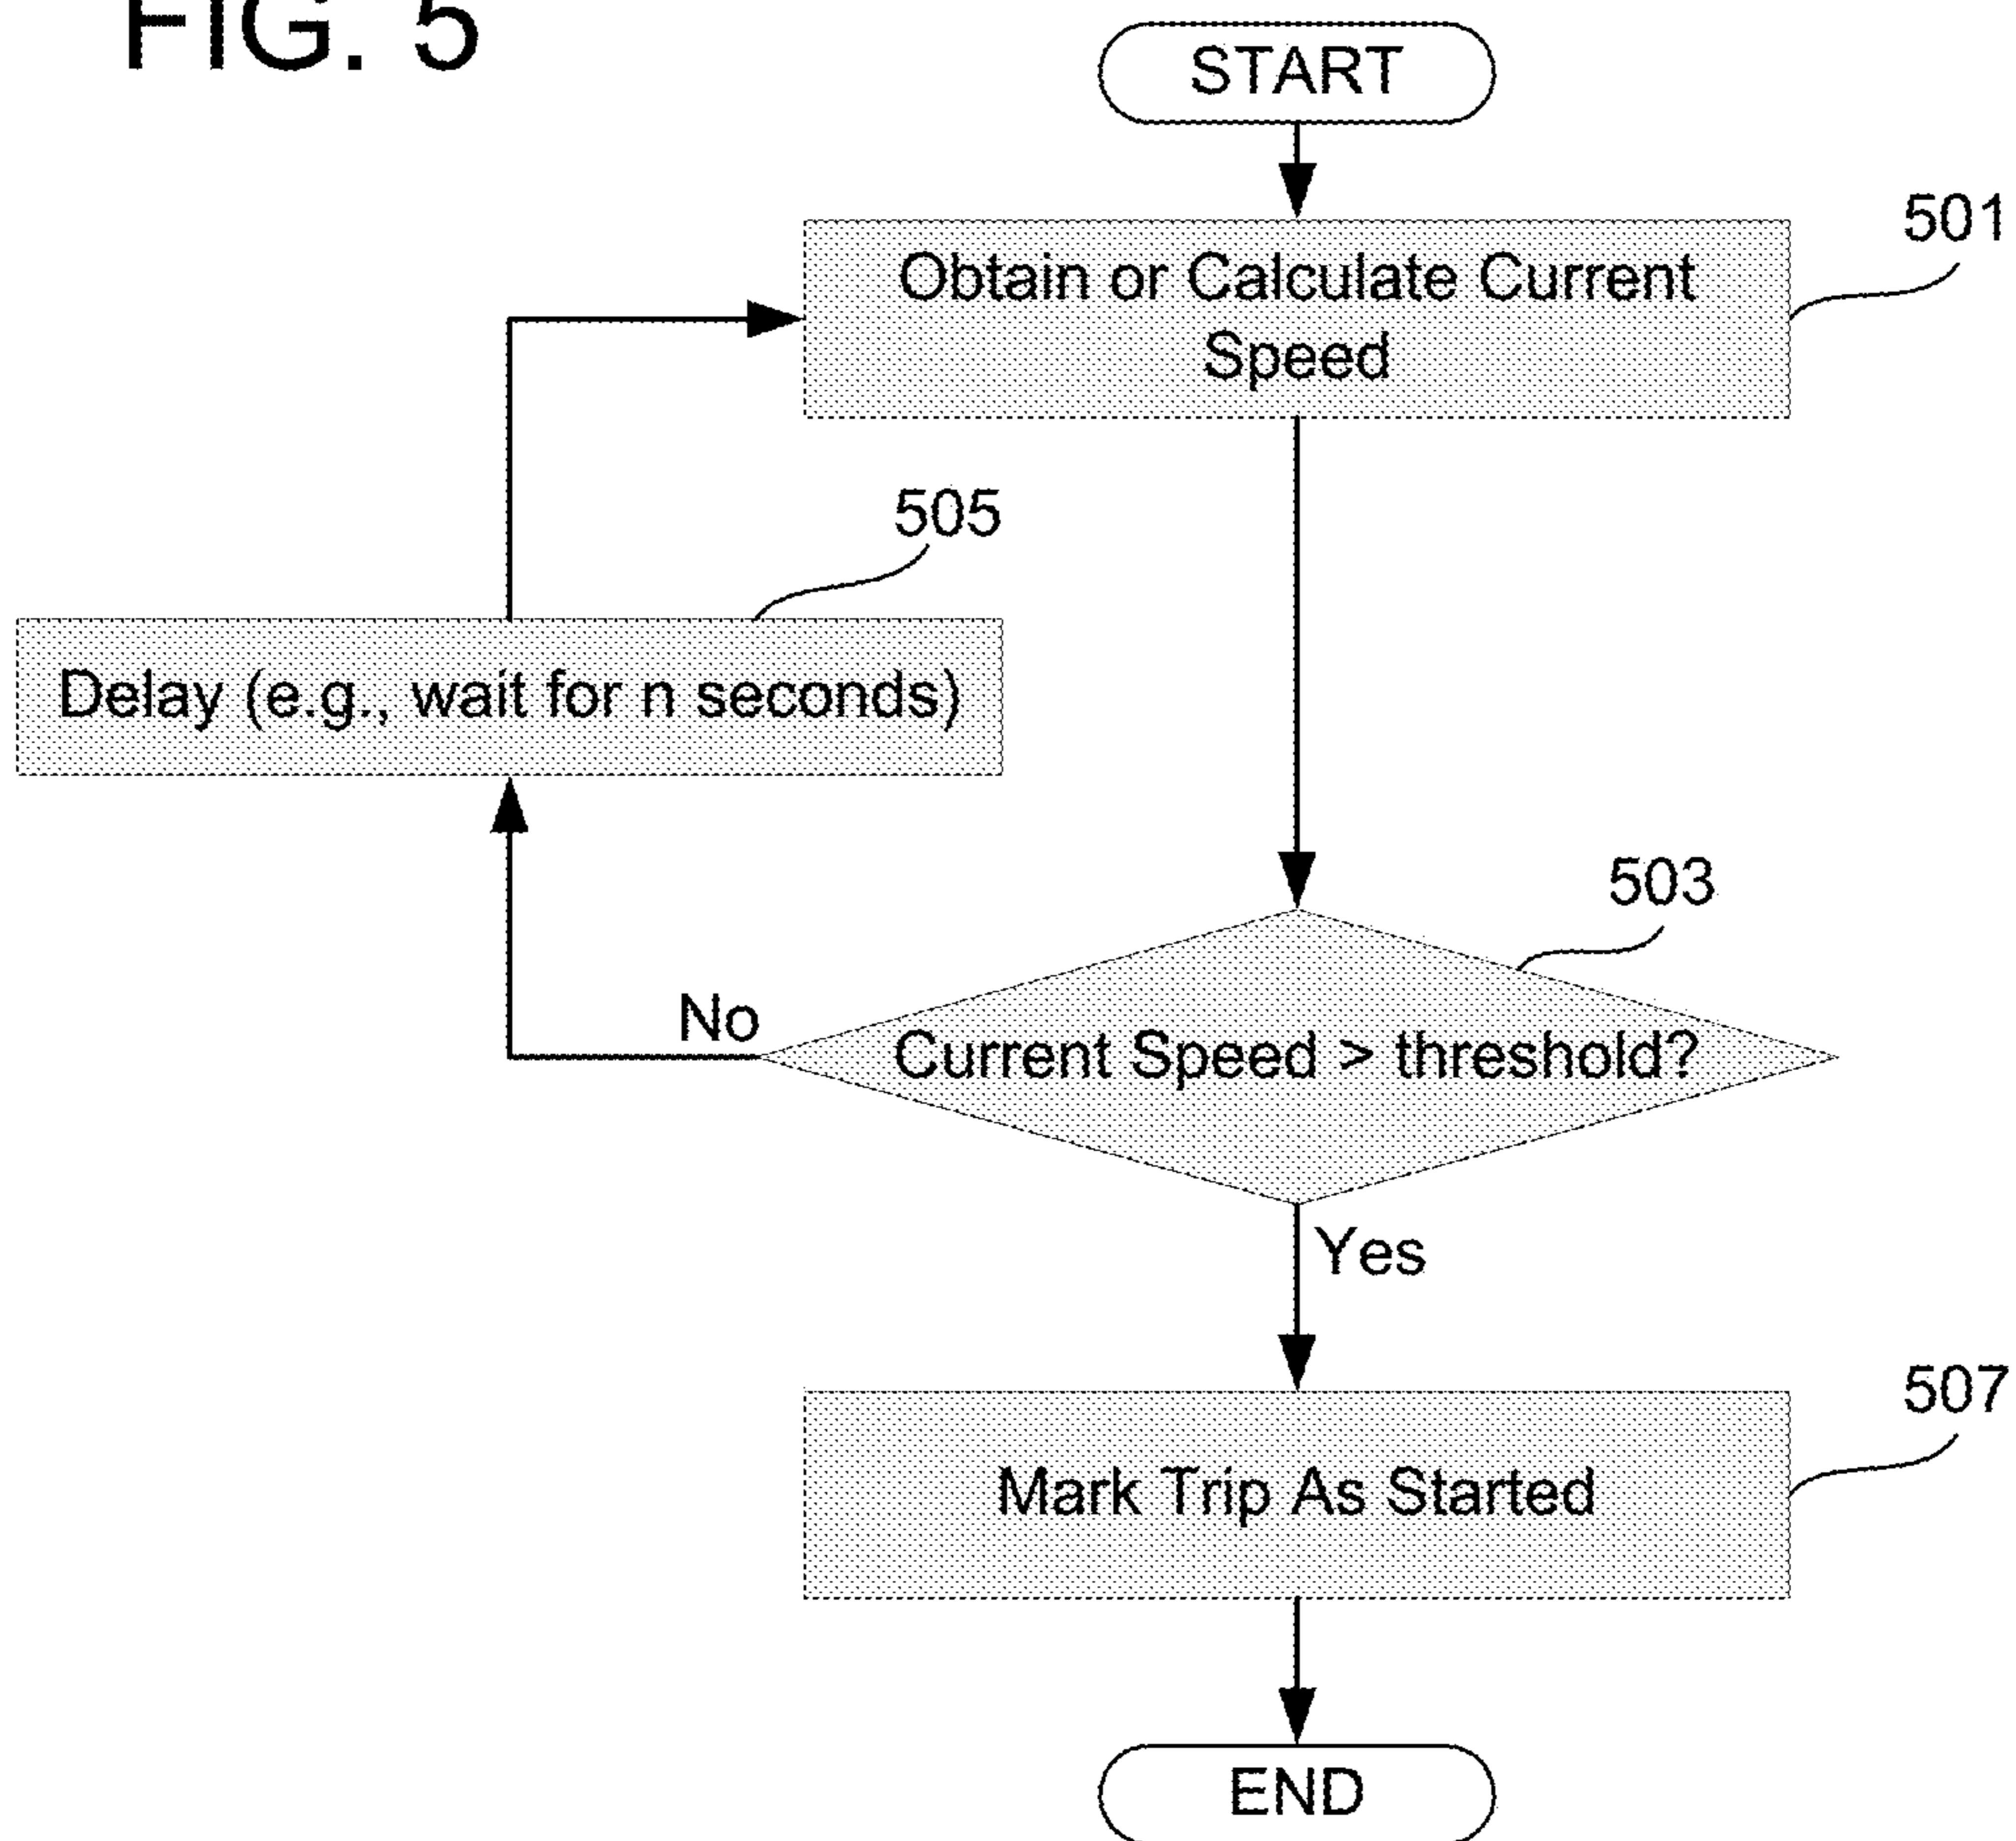 FIG. 5
START
501
Obtain or Calculate Current
Speed
505
Delay (e.g., wait for n seconds)
503
No
Current Speed > threshold?
Yes
507
Mark Trip As Started
END